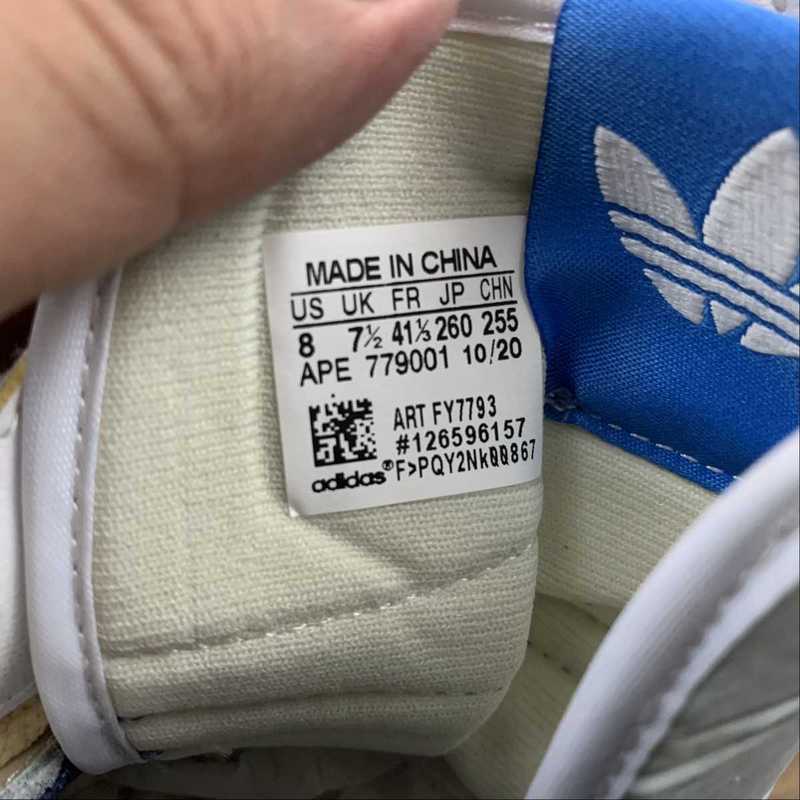 MADE IN CHINA
US UK FR JP CHN
8 7½ 41⅓ 260 255
APE 779001 10/20
ART FY7793
#126596157
adidas® F>PQY2NkQQ867